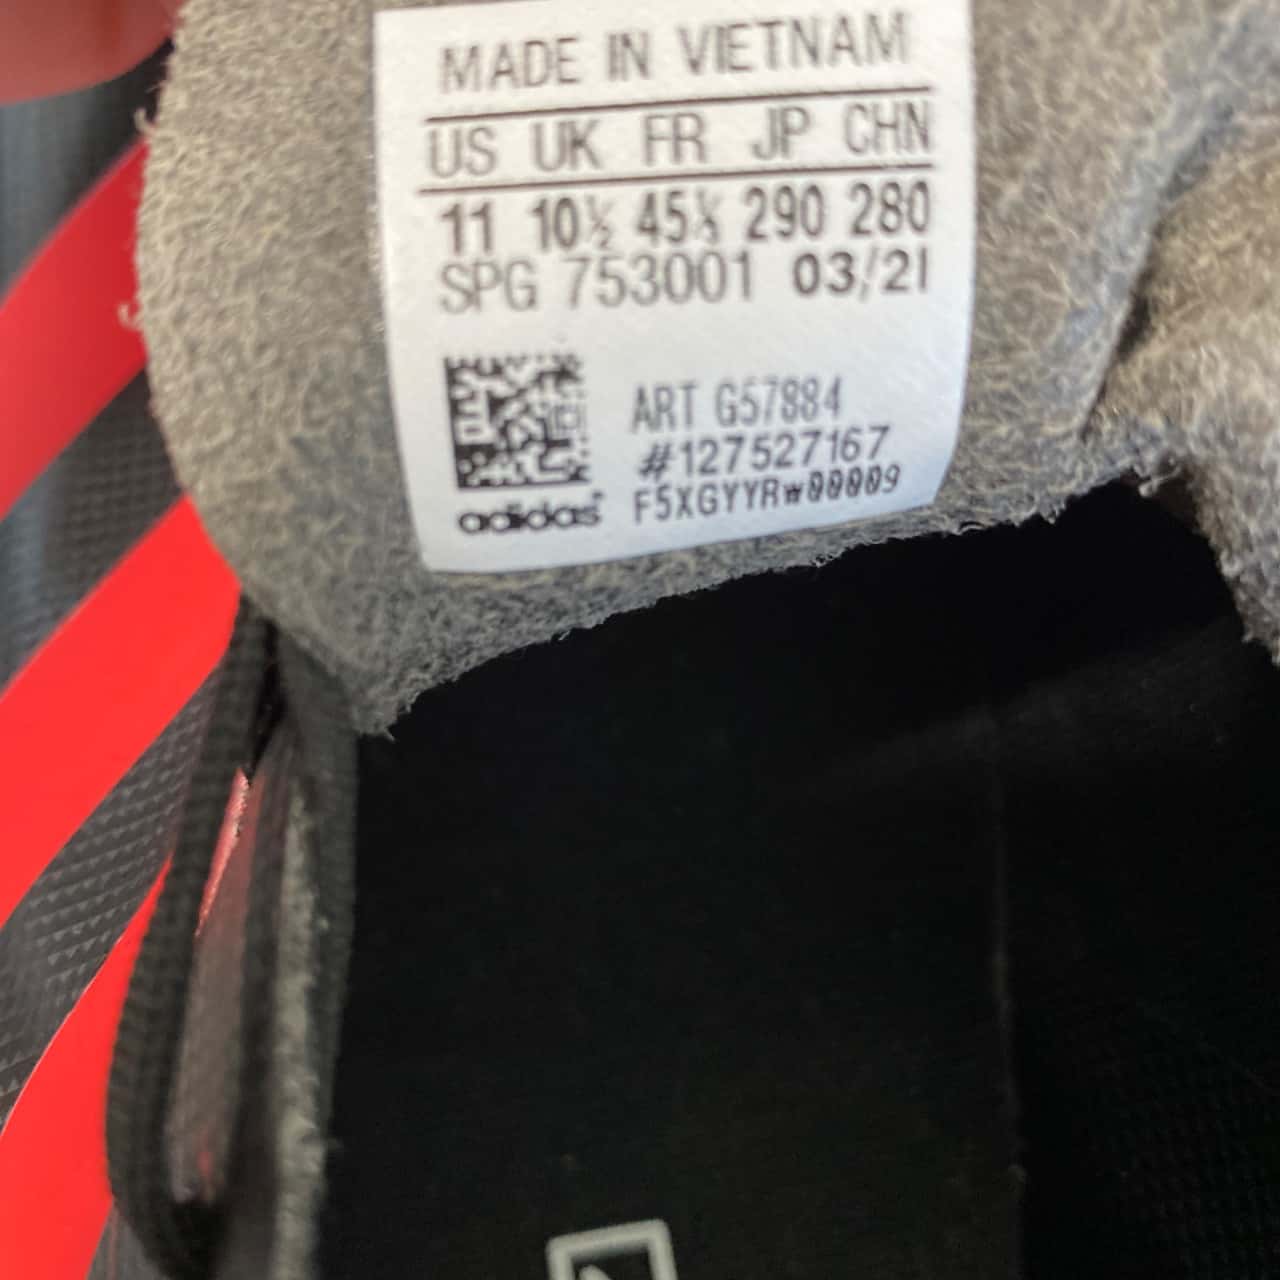 MADE IN VIETNAM
US UK FR JP CHN
11 10½ 45⅓ 290 280
SPG 753001 03/21
ART G57884
#127527167
F5XGYYRW00009
adidas